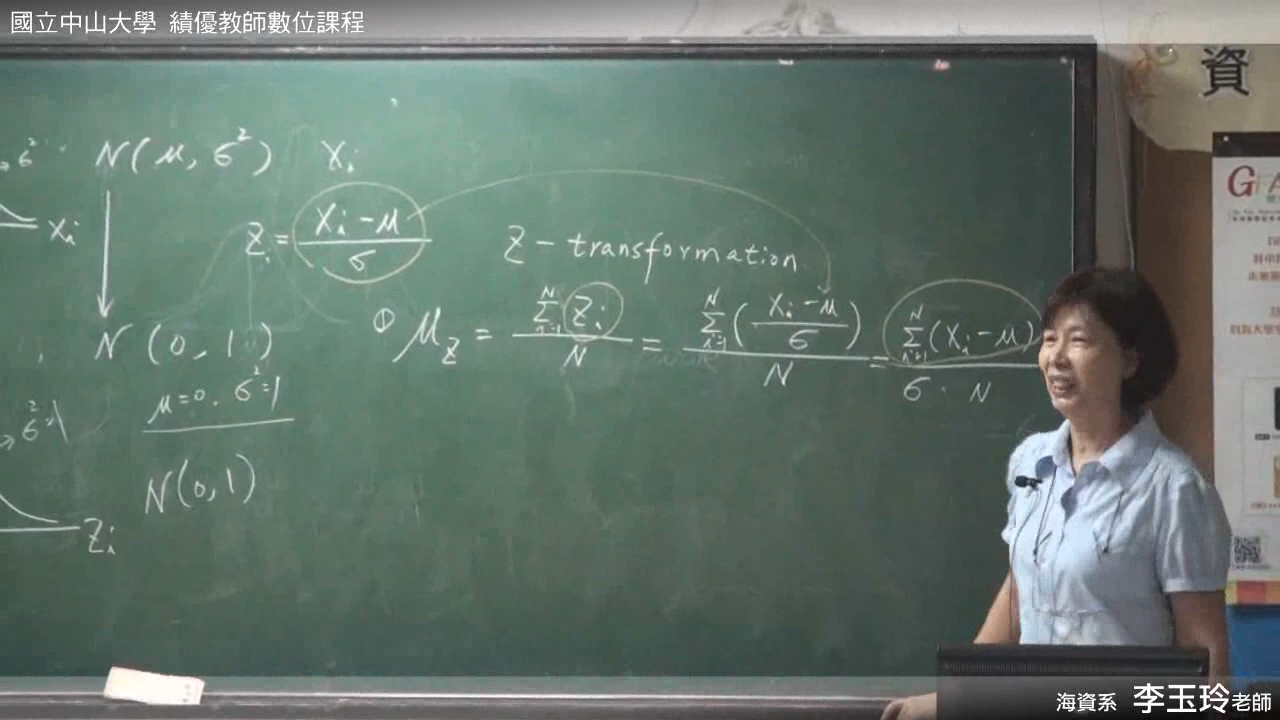 國立中山大學 績優教師數位課程
資
N(μ, σ²) Xᵢ
Zᵢ = (Xᵢ - μ) / σ
Xᵢ
Z - transformation
N(0, 1)
① μ_Z = Σᵢ₌₁ᴺ Zᵢ / N = Σᵢ₌₁ᴺ ((Xᵢ - μ) / σ) / N = Σᵢ₌₁ᴺ (Xᵢ - μ) / σ · N
μ=0. σ²=1
σ²=1
N(0,1)
Zᵢ
海資系 李玉玲老師